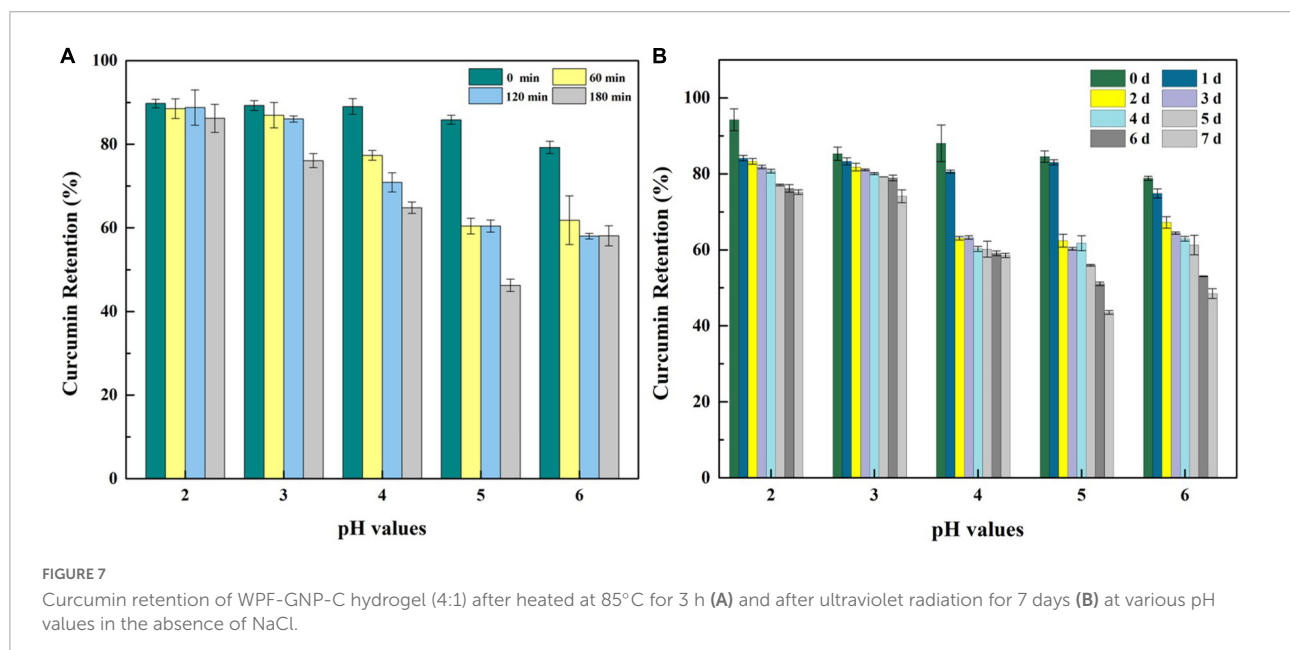 A
100
80
60
40
20
0
Curcumin Retention (%)
0 min 60 min
120 min 180 min
2 3 4 5 6
pH values
B
100
80
60
40
20
0
Curcumin Retention (%)
0 d 1 d
2 d 3 d
4 d 5 d
6 d 7 d
2 3 4 5 6
pH values
FIGURE 7
Curcumin retention of WPF-GNP-C hydrogel (4:1) after heated at 85°C for 3 h (A) and after ultraviolet radiation for 7 days (B) at various pH
values in the absence of NaCl.